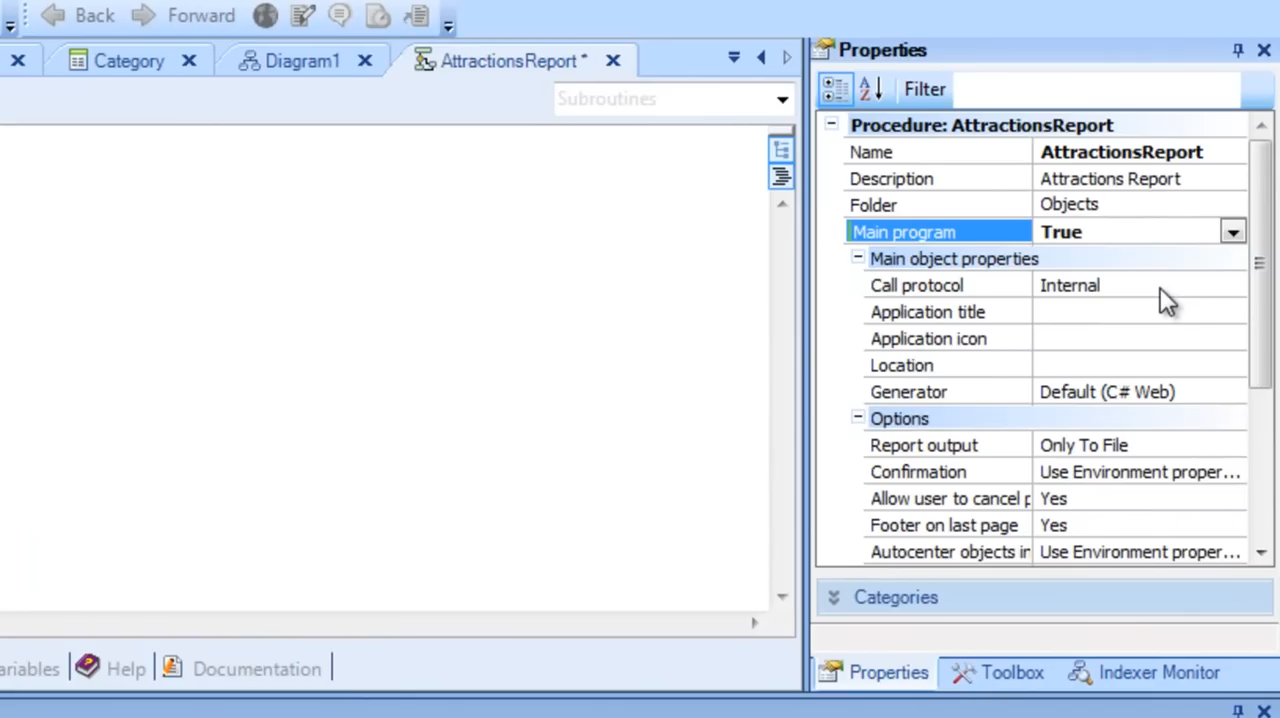 Back Forward
Category Diagram1 AttractionsReport *
Subroutines
ariables Help Documentation
Properties
Filter
Procedure: AttractionsReport
Name AttractionsReport
Description Attractions Report
Folder Objects
Main program True
Main object properties
Call protocol Internal
Application title
Application icon
Location
Generator Default (C# Web)
Options
Report output Only To File
Confirmation Use Environment proper...
Allow user to cancel p Yes
Footer on last page Yes
Autocenter objects in Use Environment proper...
Categories
Properties Toolbox Indexer Monitor